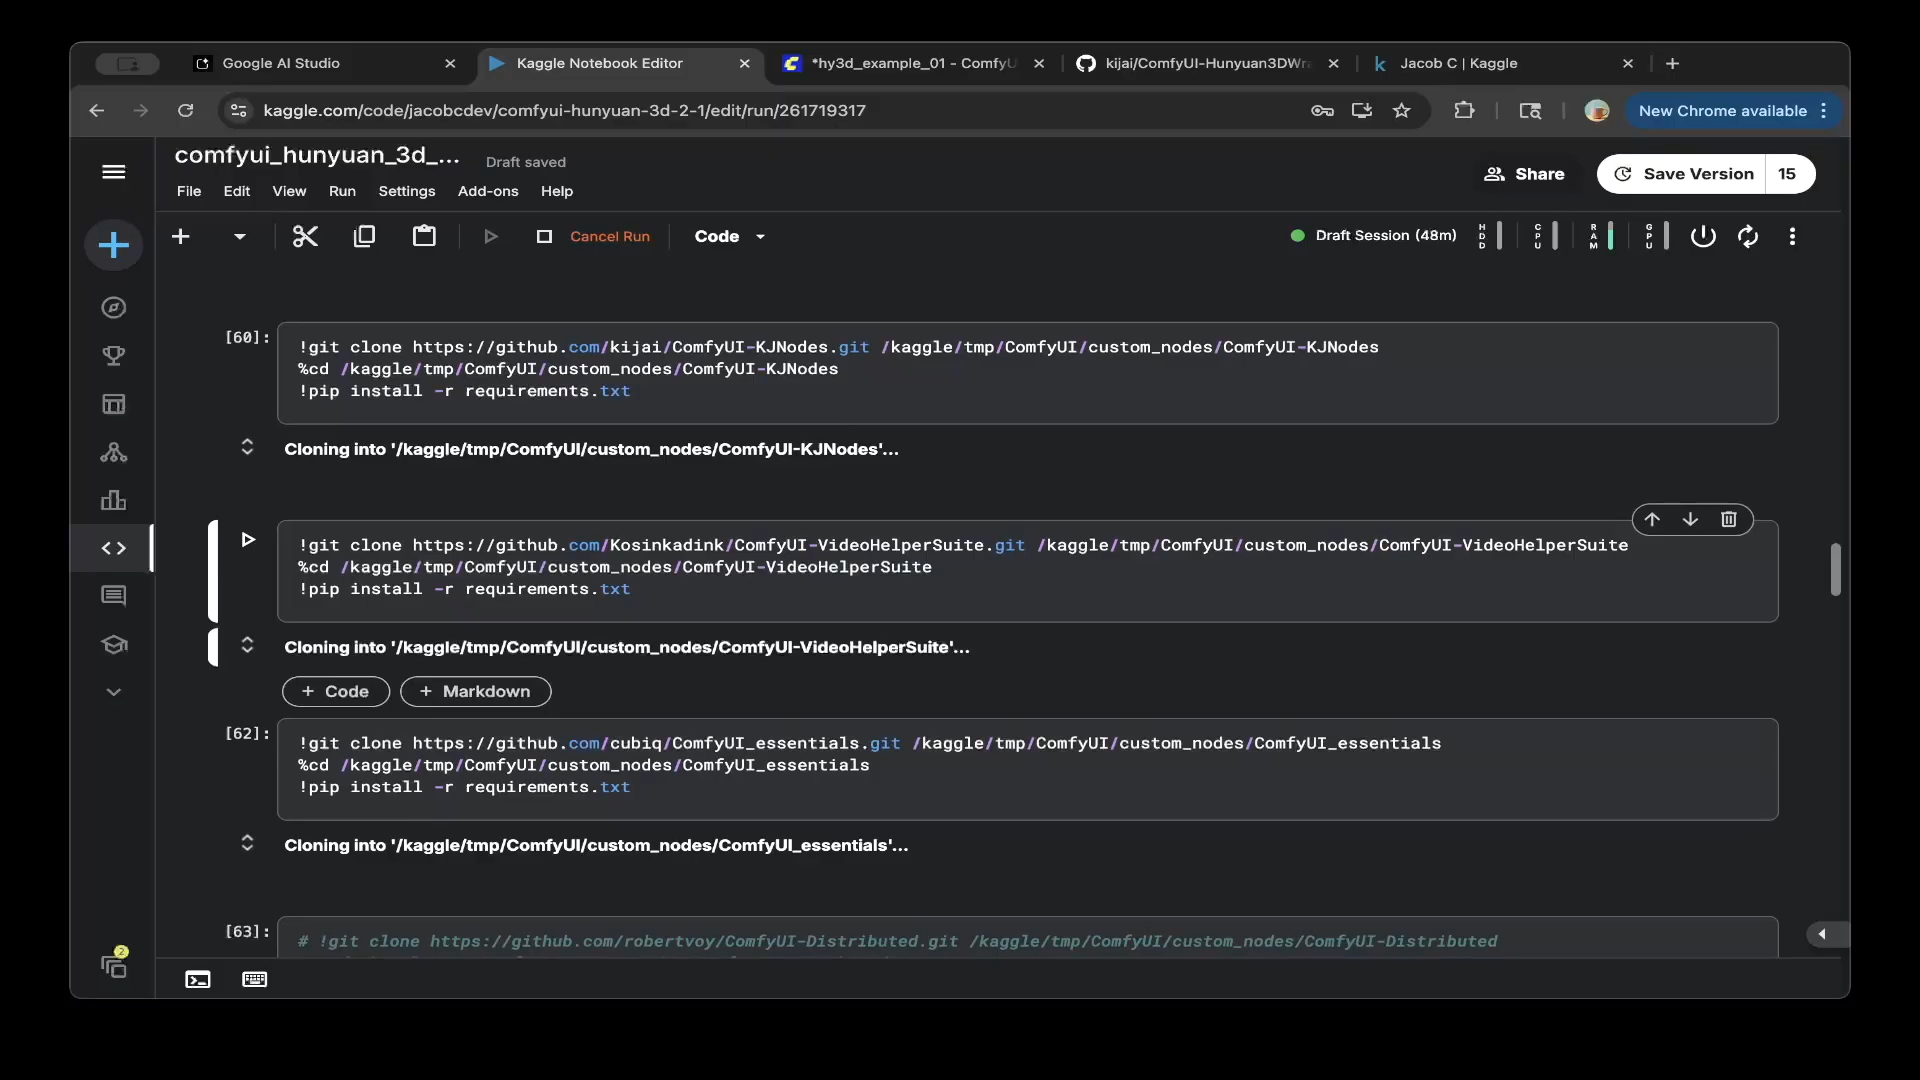 Google AI Studio
Kaggle Notebook Editor
*hy3d_example_01 - ComfyU
kijai/ComfyUI-Hunyuan3DWr
Jacob C | Kaggle
kaggle.com/code/jacobcdev/comfyui-hunyuan-3d-2-1/edit/run/261719317
New Chrome available
comfyui_hunyuan_3d_...
Draft saved
Share
Save Version
15
File
Edit
View
Run
Settings
Add-ons
Help
Cancel Run
Code
Draft Session (48m)
HDD
CPU
RAM
GPU
[60]:
!git clone https://github.com/kijai/ComfyUI-KJNodes.git /kaggle/tmp/ComfyUI/custom_nodes/ComfyUI-KJNodes
%cd /kaggle/tmp/ComfyUI/custom_nodes/ComfyUI-KJNodes
!pip install -r requirements.txt
Cloning into '/kaggle/tmp/ComfyUI/custom_nodes/ComfyUI-KJNodes'...
!git clone https://github.com/Kosinkadink/ComfyUI-VideoHelperSuite.git /kaggle/tmp/ComfyUI/custom_nodes/ComfyUI-VideoHelperSuite
%cd /kaggle/tmp/ComfyUI/custom_nodes/ComfyUI-VideoHelperSuite
!pip install -r requirements.txt
Cloning into '/kaggle/tmp/ComfyUI/custom_nodes/ComfyUI-VideoHelperSuite'...
+ Code
+ Markdown
[62]:
!git clone https://github.com/cubiq/ComfyUI_essentials.git /kaggle/tmp/ComfyUI/custom_nodes/ComfyUI_essentials
%cd /kaggle/tmp/ComfyUI/custom_nodes/ComfyUI_essentials
!pip install -r requirements.txt
Cloning into '/kaggle/tmp/ComfyUI/custom_nodes/ComfyUI_essentials'...
[63]:
# !git clone https://github.com/robertvoy/ComfyUI-Distributed.git /kaggle/tmp/ComfyUI/custom_nodes/ComfyUI-Distributed
2